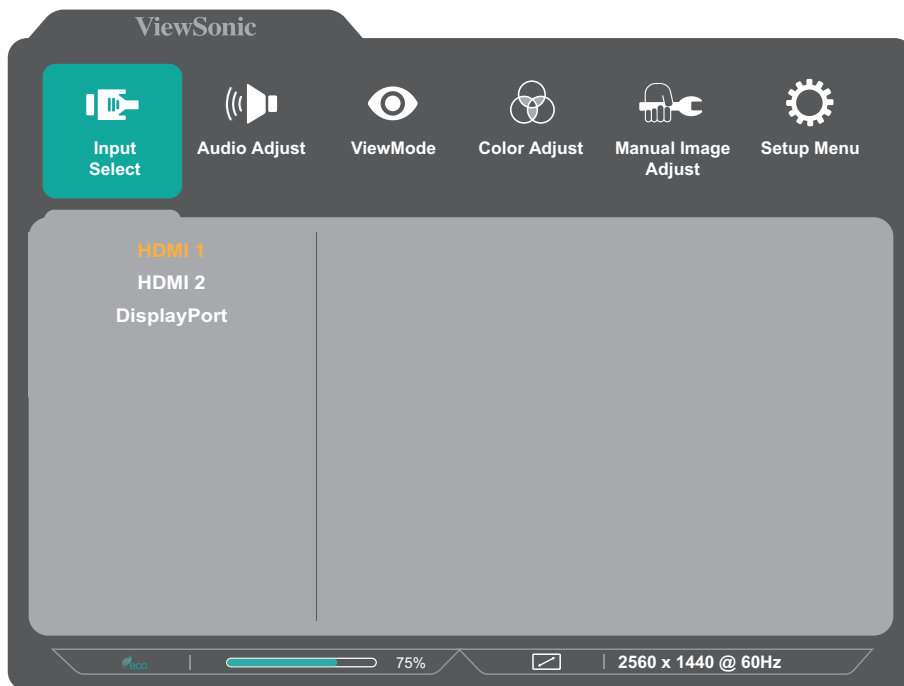 ViewSonic
Input Select
Audio Adjust
ViewMode
Color Adjust
Manual Image Adjust
Setup Menu
HDMI 1
HDMI 2
DisplayPort
eco
75%
2560 x 1440 @ 60Hz